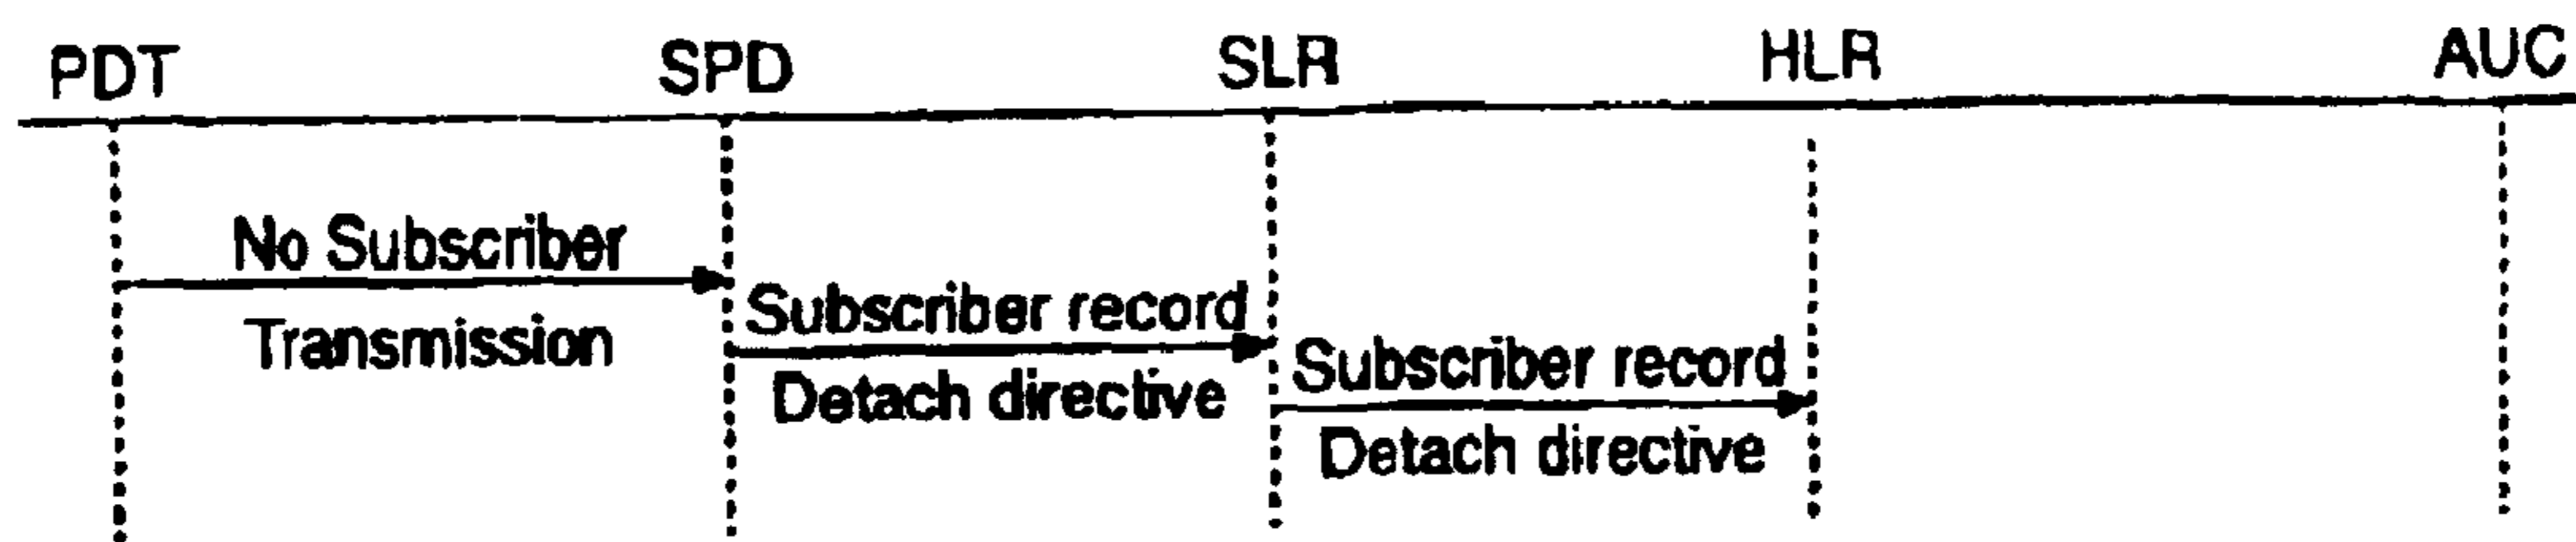 PDT SPD SLR HLR AUC
No Subscriber
Transmission
Subscriber record
Detach directive
Subscriber record
Detach directive